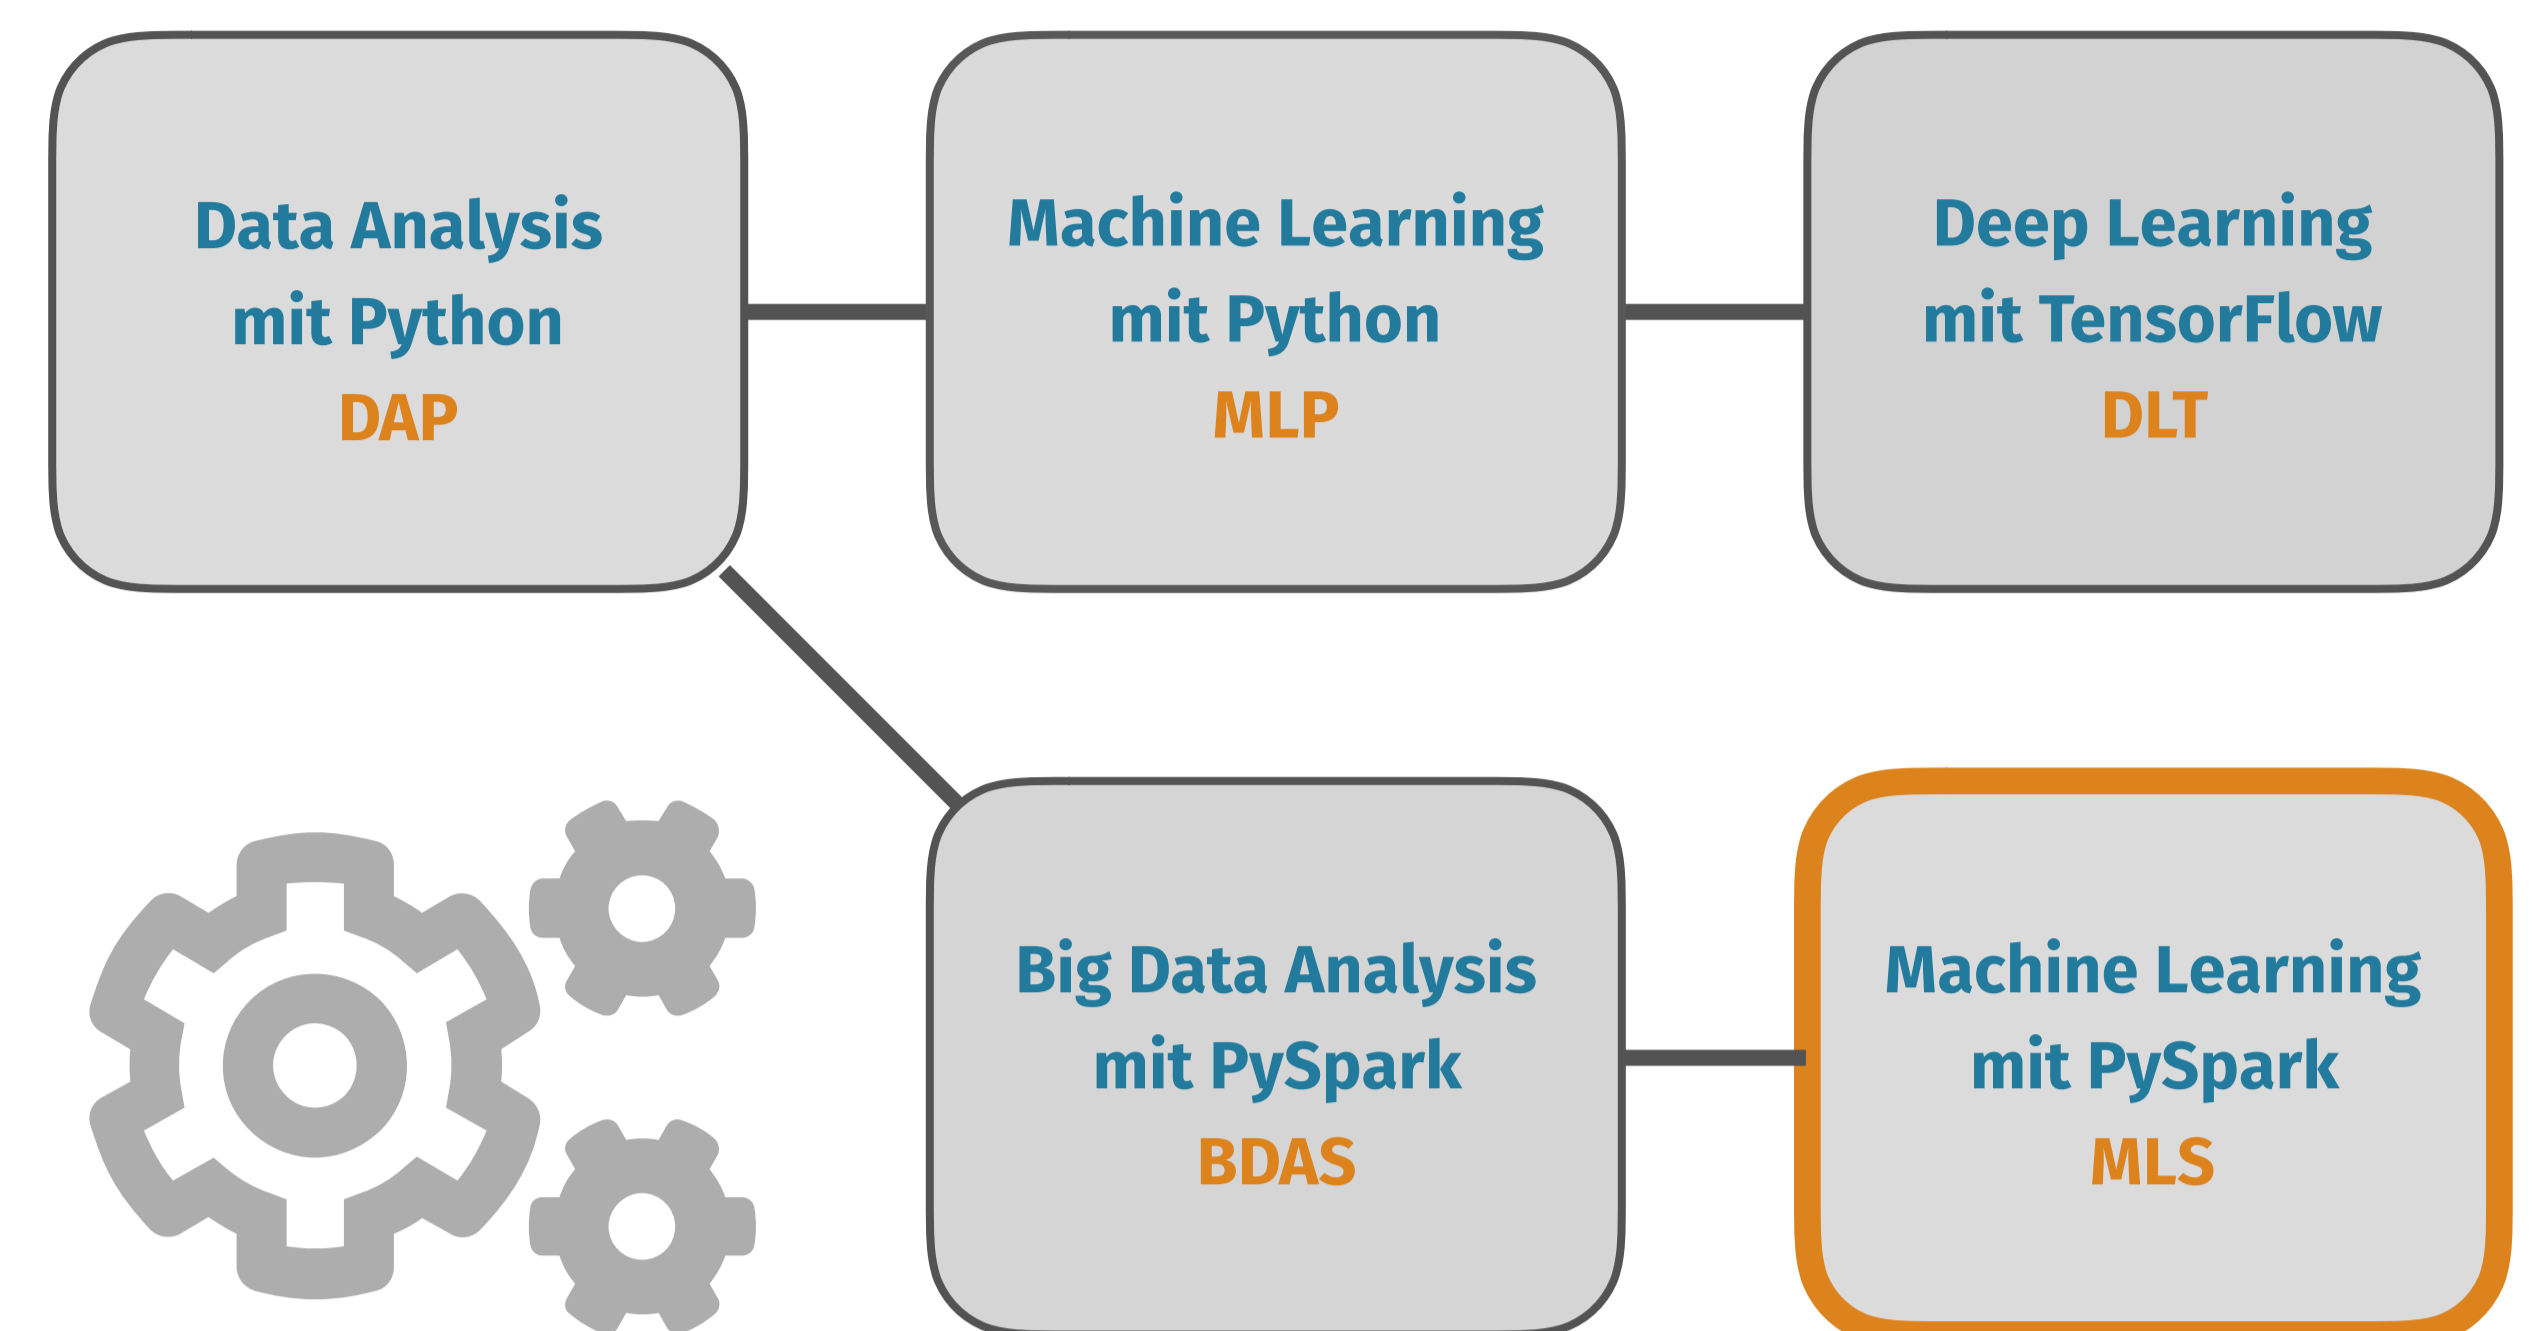 Data Analysis
mit Python
DAP
Machine Learning
mit Python
MLP
Deep Learning
mit TensorFlow
DLT
Big Data Analysis
mit PySpark
BDAS
Machine Learning
mit PySpark
MLS